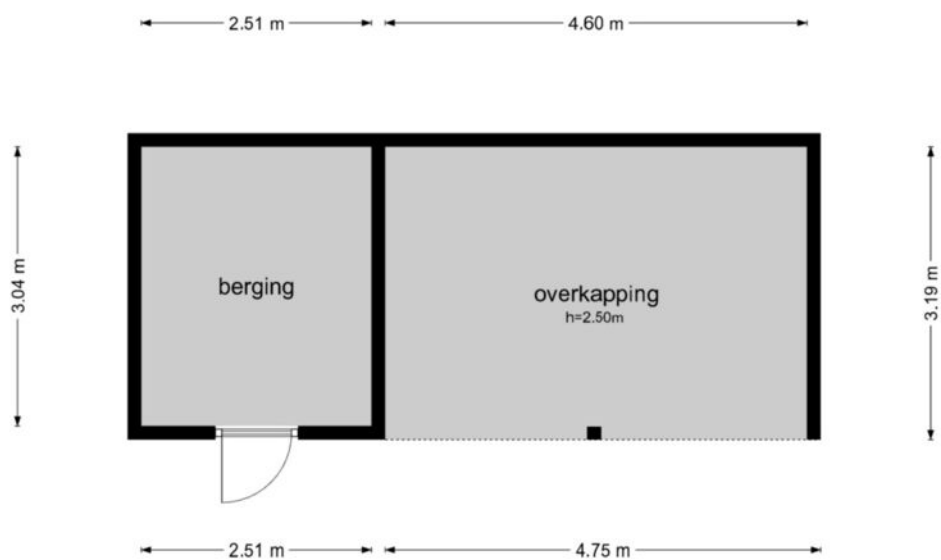 2.51 m
4.60 m
3.04 m
berging
overkapping
h=2.50m
3.19 m
2.51 m
4.75 m